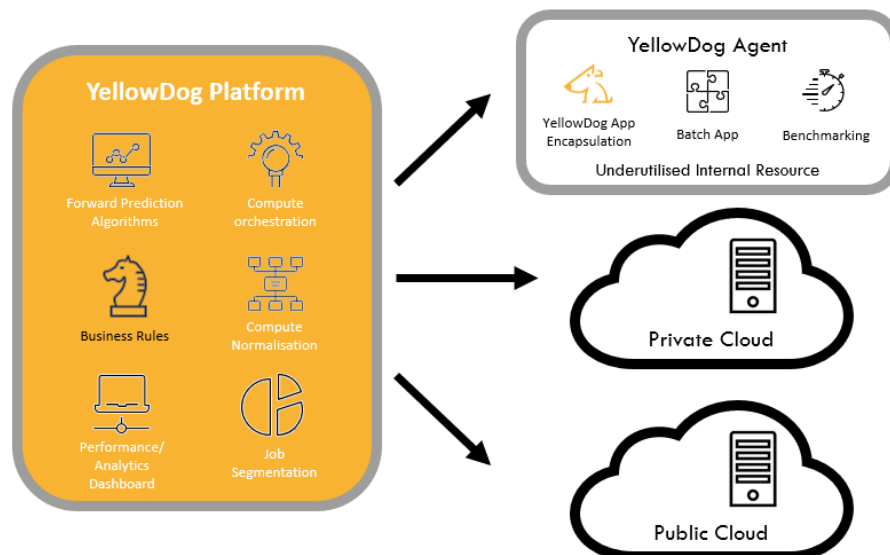 YellowDog Platform
Forward Prediction
Algorithms
Compute
orchestration
Business Rules
Compute
Normalisation
Performance/
Analytics
Dashboard
Job
Segmentation
YellowDog Agent
YellowDog App
Encapsulation
Batch App
Benchmarking
Underutilised Internal Resource
Private Cloud
Public Cloud